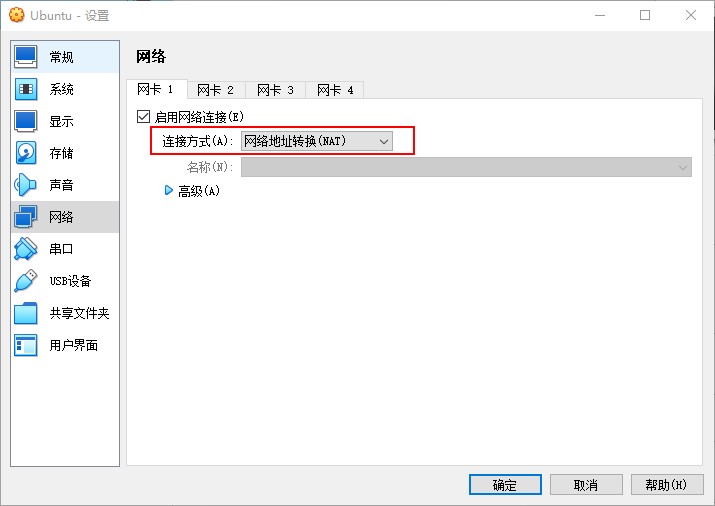 Ubuntu - 设置
常规
系统
显示
存储
声音
网络
串口
USB设备
共享文件夹
用户界面
网络
网卡 1 网卡 2 网卡 3 网卡 4
启用网络连接(E)
连接方式(A): 网络地址转换(NAT)
名称(N):
高级(A)
确定 取消 帮助(H)